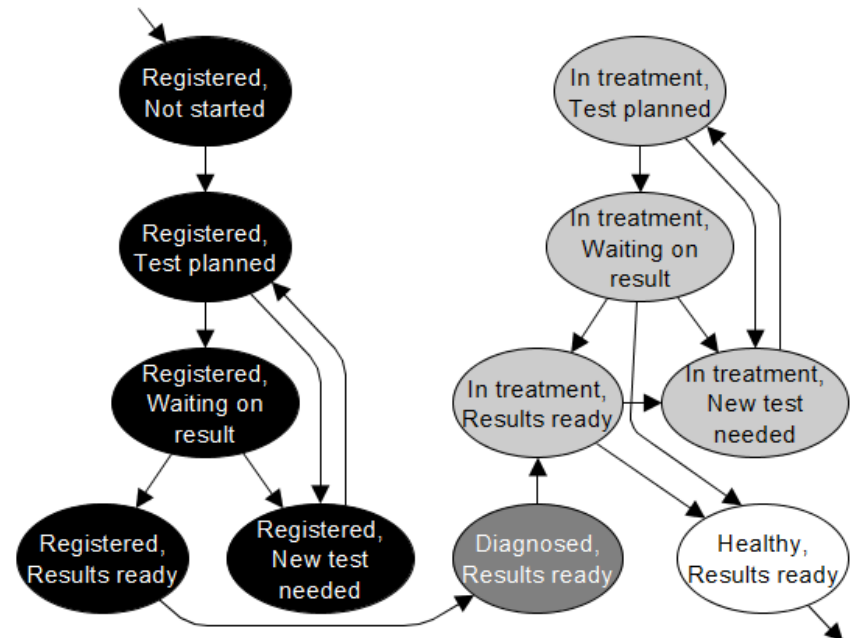 Registered,
Not started
In treatment,
Test planned
Registered,
Test planned
In treatment,
Waiting on
result
Registered,
Waiting on
result
In treatment,
Results ready
In treatment,
New test
needed
Registered,
Results ready
Registered,
New test
needed
Diagnosed,
Results ready
Healthy,
Results ready